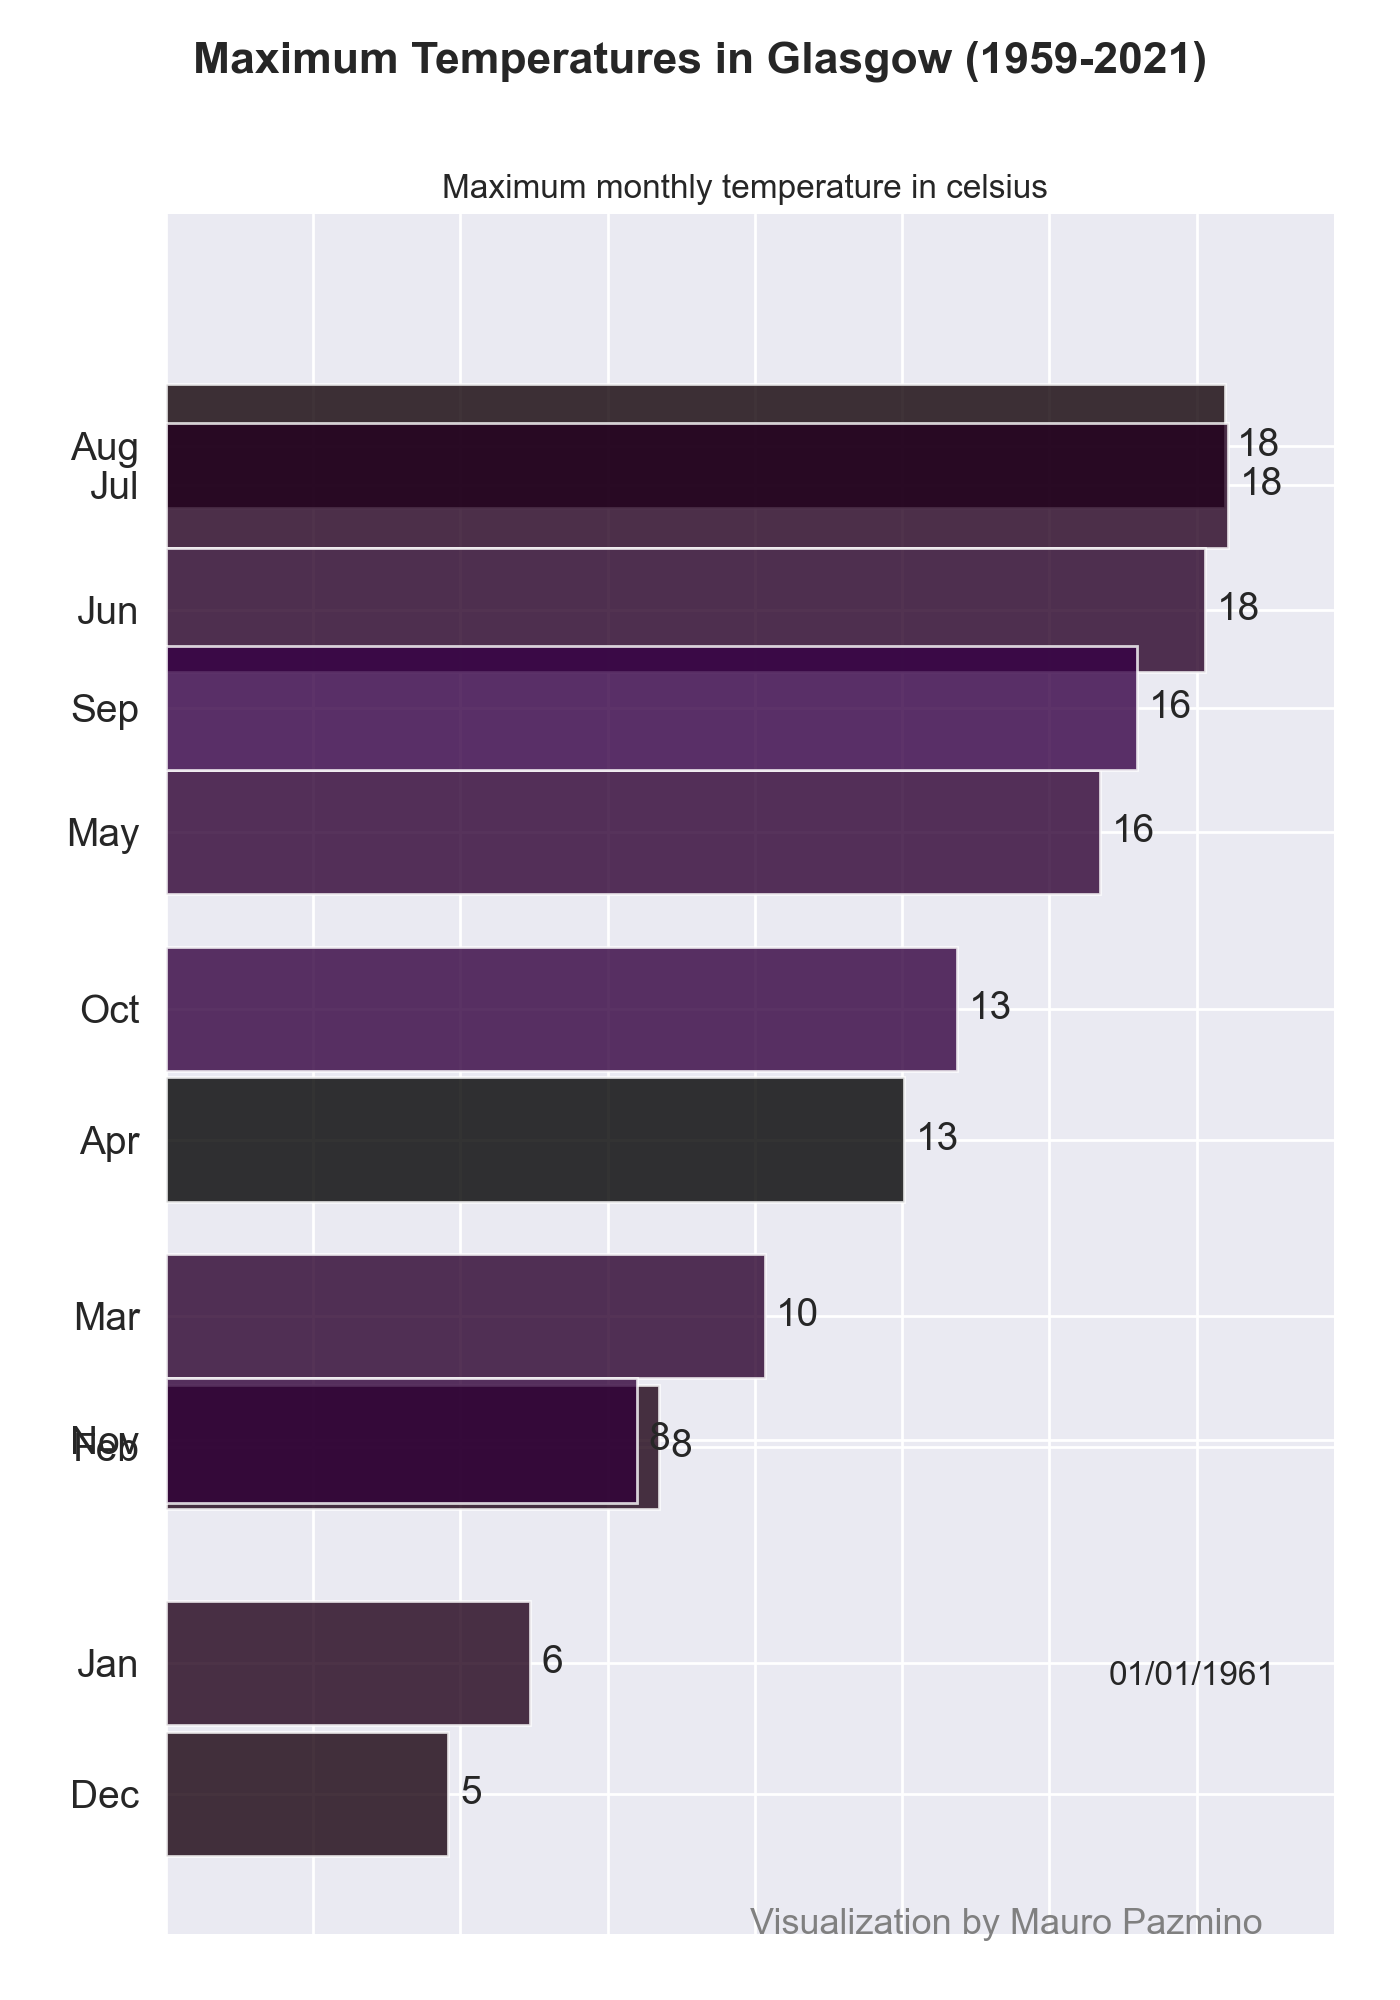 Maximum Temperatures in Glasgow (1959-2021)
Maximum monthly temperature in celsius
Aug 18
Jul 18
Jun 18
Sep 16
May 16
Oct 13
Apr 13
Mar 10
Nov 8
Feb 8
Jan 6
01/01/1961
Dec 5
Visualization by Mauro Pazmino